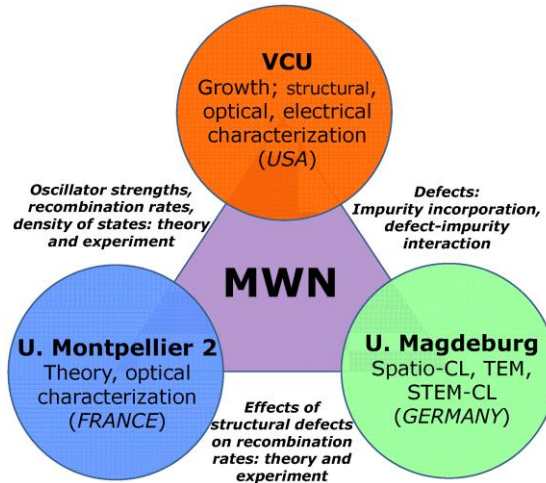 VCU
Growth; structural,
optical, electrical
characterization
(USA)
Oscillator strengths,
recombination rates,
density of states: theory
and experiment
Defects:
Impurity incorporation,
defect-impurity
interaction
MWN
U. Montpellier 2
Theory, optical
characterization
(FRANCE)
U. Magdeburg
Spatio-CL, TEM,
STEM-CL
(GERMANY)
Effects of
structural defects
on recombination
rates: theory and
experiment